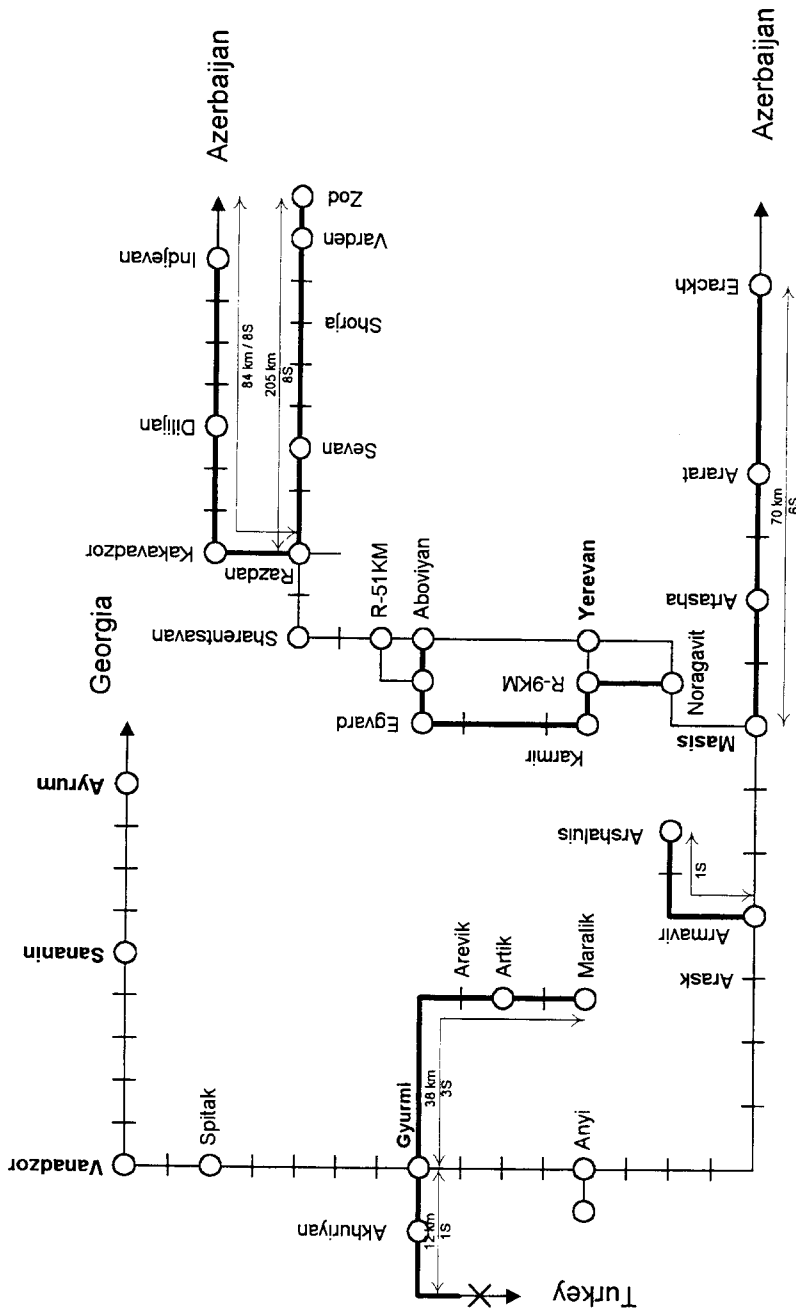 Azerbaijan
Indjevan
Dilijan
Kakavadzor
84 km / 8S
Zod
Varden
Shorja
205 km
8S
Sevan
Razdan
Georgia
Sharentsavan
R-51KM
Aboviyan
Yerevan
R-9KM
Egvard
Karmir
Noragavit
Azerbaijan
Erackh
Ararat
70 km
6S
Artasha
Masis
Ayrum
Sananin
Vanadzor
Spitak
Arshaluis
1S
Armavir
Arask
Arevik
Artik
Maralik
Gyurmi
38 km
3S
Anyi
Akhuriyan
12 km
1S
Turkey